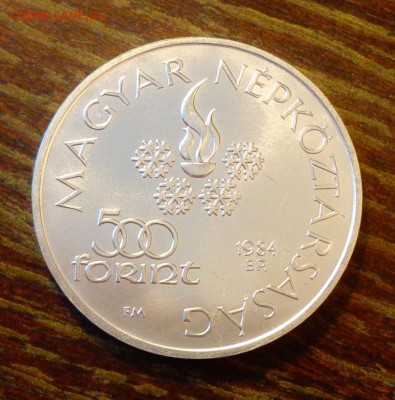 MAGYAR NÉPKÖZTÁRSASÁG
500
forint
1984
BP.
FM